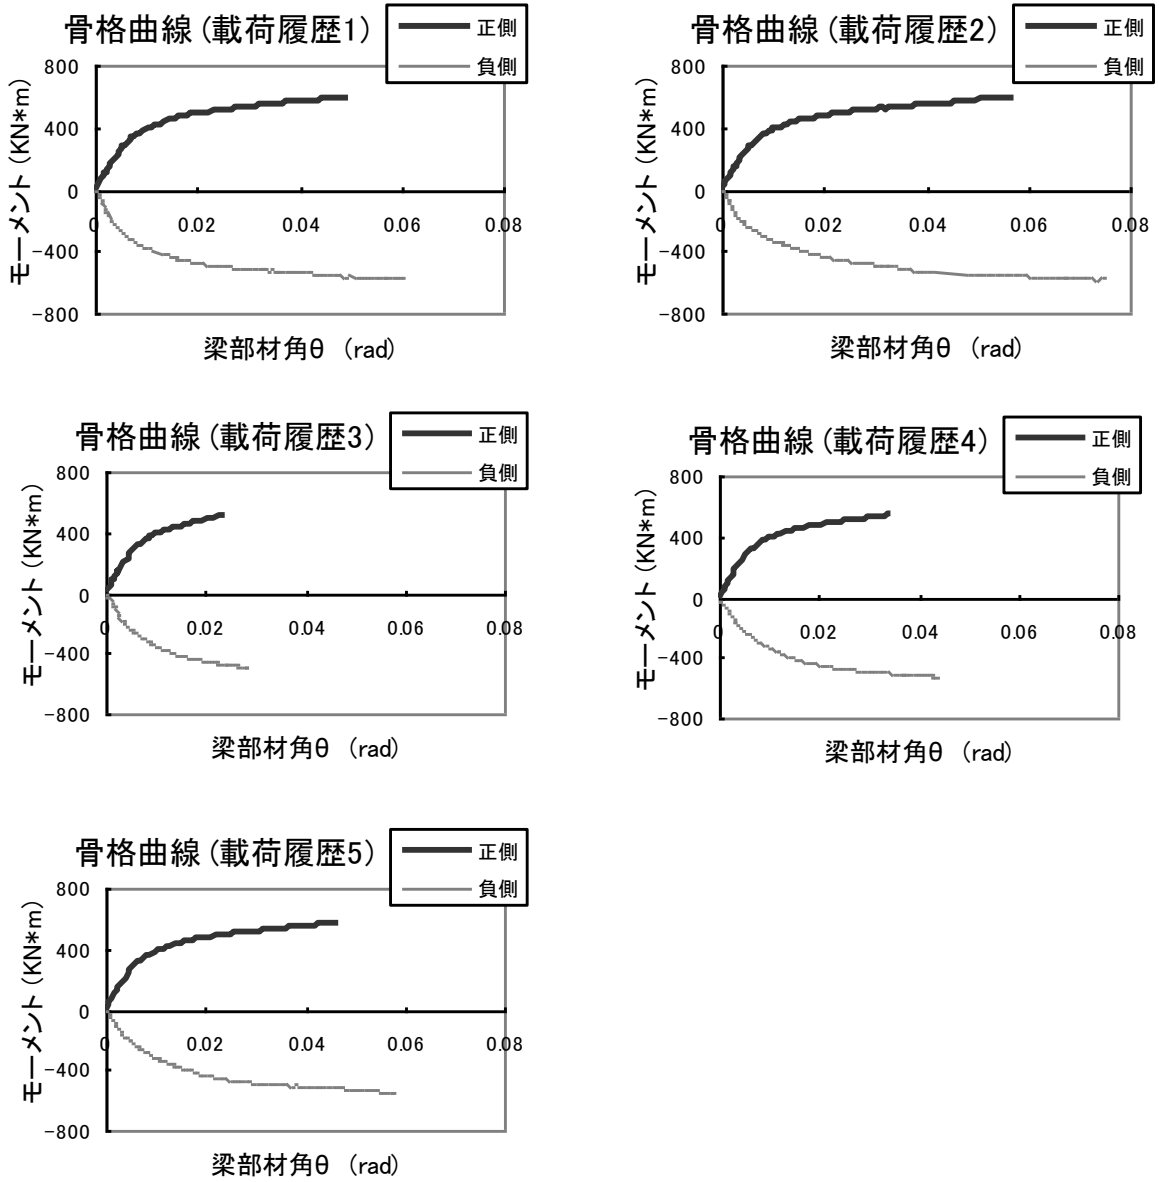 骨格曲線(載荷履歴1)
正側
負側
モーメント(KN*m)
800
400
0
-400
-800
0
0.02
0.04
0.06
0.08
梁部材角θ (rad)
骨格曲線(載荷履歴2)
正側
負側
モーメント(KN*m)
800
400
0
-400
-800
0
0.02
0.04
0.06
0.08
梁部材角θ (rad)
骨格曲線(載荷履歴3)
正側
負側
モーメント(KN*m)
800
400
0
-400
-800
0
0.02
0.04
0.06
0.08
梁部材角θ (rad)
骨格曲線(載荷履歴4)
正側
負側
モーメント(KN*m)
800
400
0
-400
-800
0
0.02
0.04
0.06
0.08
梁部材角θ (rad)
骨格曲線(載荷履歴5)
正側
負側
モーメント(KN*m)
800
400
0
-400
-800
0
0.02
0.04
0.06
0.08
梁部材角θ (rad)